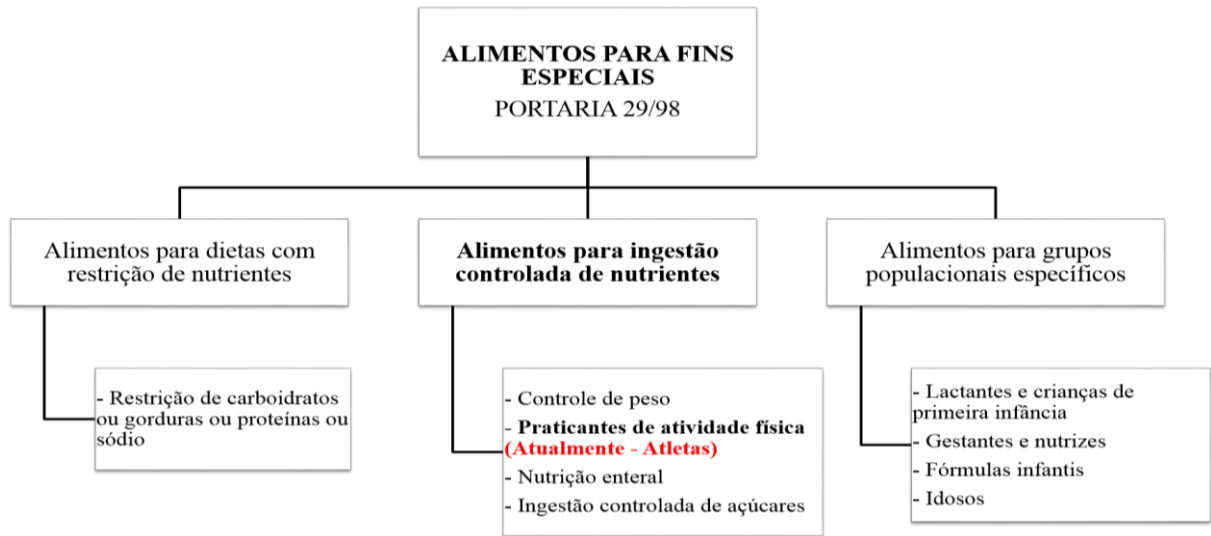 ALIMENTOS PARA FINS
ESPECIAIS
PORTARIA 29/98
Alimentos para dietas com
restrição de nutrientes
- Restrição de carboidratos
ou gorduras ou proteínas ou
sódio
Alimentos para ingestão
controlada de nutrientes
- Controle de peso
- Praticantes de atividade física
(Atualmente - Atletas)
- Nutrição enteral
- Ingestão controlada de açúcares
Alimentos para grupos
populacionais específicos
- Lactantes e crianças de
primeira infância
- Gestantes e nutrizes
- Fórmulas infantis
- Idosos